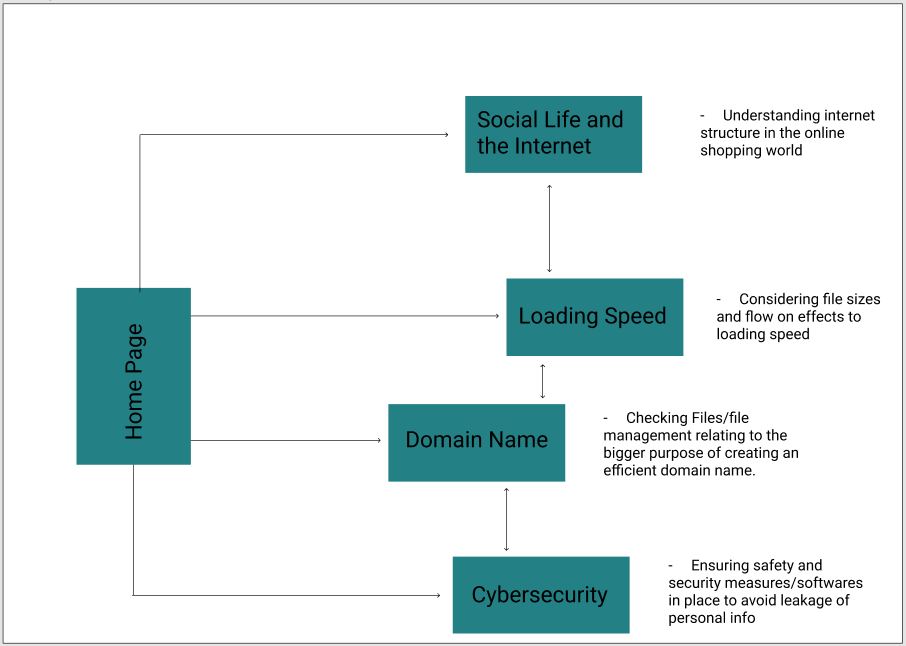 Social Life and
the Internet
- Understanding internet
structure in the online
shopping world
Home Page
Loading Speed
- Considering file sizes
and flow on effects to
loading speed
Domain Name
- Checking Files/file
management relating to the
bigger purpose of creating an
efficient domain name.
Cybersecurity
- Ensuring safety and
security measures/softwares
in place to avoid leakage of
personal info